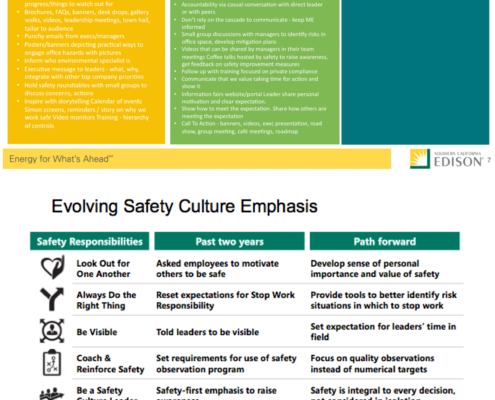 progress/things to watch out for
• Brochures, FAQs, banners, desk drops, gallery
walks, videos, leadership meetings, town hall,
tailor to audience
• Punchy emails from execs/managers
• Posters/banners depicting practical ways to
engage office hazards with pictures
• Inform who environmental specialist is
• Executive message to leaders - what, why,
integrate with other top company priorities
• Hold safety roundtables with small groups to
discuss concerns, actions
• Inspire with storytelling Calendar of events
Simon screens, reminders / story on why we
work safe Video monitors Training - hierarchy
of controls
• Accountability via casual conversation with direct leader
or with peers
• Don't rely on the cascade to communicate - keep ME
informed
• Small group discussions with managers to identify risks in
office space, develop mitigation plans
• Videos that can be shared by managers in their team
meetings Coffee talks hosted by safety to raise awareness,
get feedback on safety improvement measures
• Follow up with training focused on private compliance
• Communicate that we value taking time for action and
show it
• Information fairs website/portal Leader share personal
motivation and clear expectation.
• Show how to meet the expectation. Share how others are
meeting the expectation
• Call To Action - banners, videos, exec presentation, road
show, group meeting, café meetings, roadmap
Energy for What's Ahead℠
SOUTHERN CALIFORNIA
EDISON
7
Evolving Safety Culture Emphasis
Safety Responsibilities
Past two years
Path forward
Look Out for
One Another
Asked employees to motivate
others to be safe
Develop sense of personal
importance and value of safety
Always Do the
Right Thing
Reset expectations for Stop Work
Responsibility
Provide tools to better identify risk
situations in which to stop work
Be Visible
Told leaders to be visible
Set expectation for leaders' time in
field
Coach &
Reinforce Safety
Set requirements for use of safety
observation program
Focus on quality observations
instead of numerical targets
Be a Safety
Culture Leader
Safety-first emphasis to raise
awareness
Safety is integral to every decision,
not considered in isolation